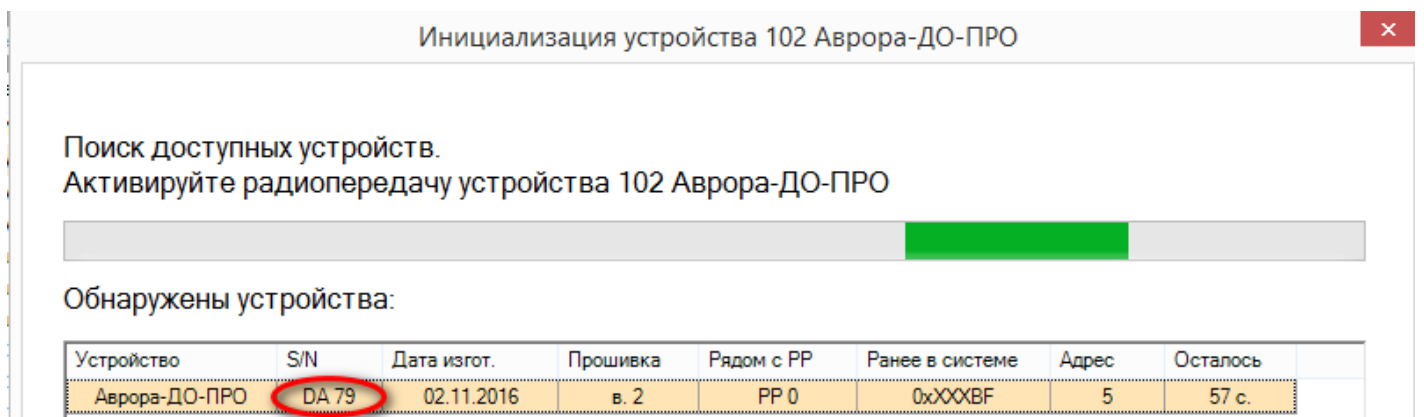 Инициализация устройства 102 Аврора-ДО-ПРО
×
Поиск доступных устройств.
Активируйте радиопередачу устройства 102 Аврора-ДО-ПРО
Обнаружены устройства:
Устройство S/N Дата изгот. Прошивка Рядом с РР Ранее в системе Адрес Осталось
Аврора-ДО-ПРО DA 79 02.11.2016 в. 2 РР 0 0xXXXBF 5 57 с.